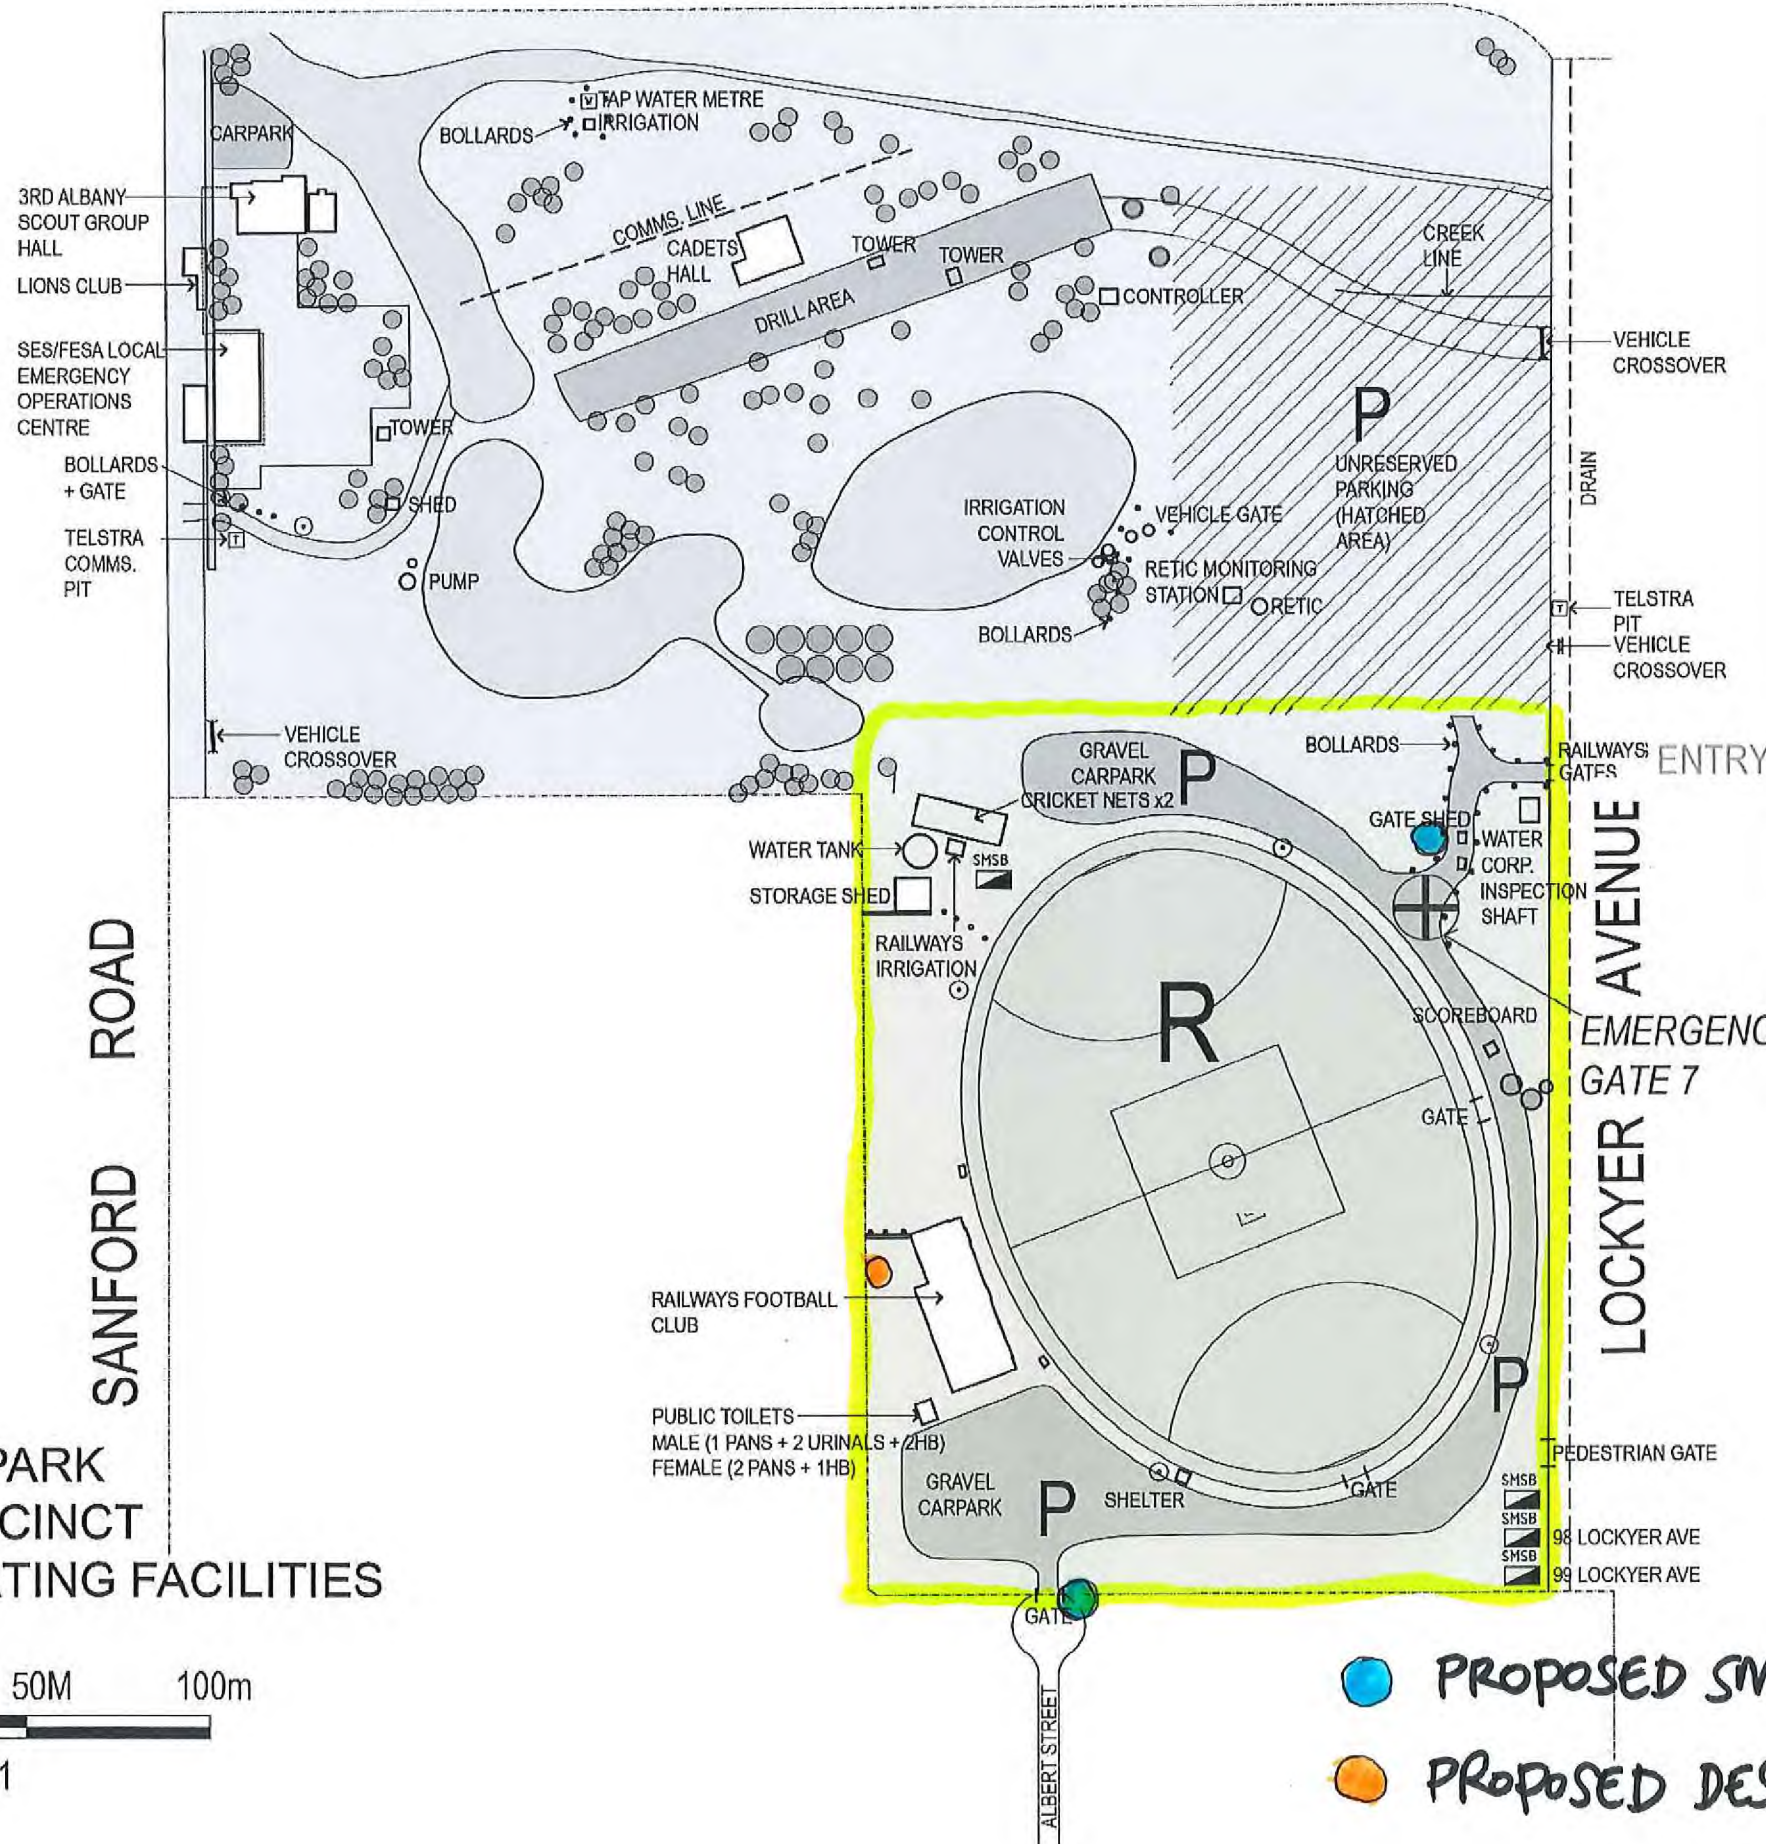 CARPARK
TAP WATER METRE
IRRIGATION
BOLLARDS
3RD ALBANY
SCOUT GROUP
HALL
LIONS CLUB
SES/FESA LOCAL
EMERGENCY
OPERATIONS
CENTRE
BOLLARDS
+ GATE
TELSTRA
COMMS.
PIT
T
TOWER
SHED
PUMP
COMMS. LINE
CADETS
HALL
TOWER
TOWER
DRILL AREA
CONTROLLER
CREEK
LINE
VEHICLE
CROSSOVER
P
UNRESERVED
PARKING
(HATCHED
AREA)
DRAIN
IRRIGATION
CONTROL
VALVES
VEHICLE GATE
RETIC MONITORING
STATION
RETIC
BOLLARDS
T
TELSTRA
PIT
VEHICLE
CROSSOVER
VEHICLE
CROSSOVER
GRAVEL
CARPARK
P
CRICKET NETS x2
BOLLARDS
RAILWAYS
GATES
ENTRY
WATER TANK
SMSB
STORAGE SHED
GATE SHED
WATER
CORP.
INSPECTION
SHAFT
RAILWAYS
IRRIGATION
R
SCOREBOARD
EMERGENC
GATE 7
GATE
LOCKYER AVENUE
SANFORD ROAD
RAILWAYS FOOTBALL
CLUB
PUBLIC TOILETS
MALE (1 PANS + 2 URINALS + 2HB)
FEMALE (2 PANS + 1HB)
GRAVEL
CARPARK
P
SHELTER
GATE
P
PEDESTRIAN GATE
SMSB
SMSB
98 LOCKYER AVE
SMSB
99 LOCKYER AVE
GATE
ALBERT STREET
PARK
CINCT
TING FACILITIES
50M
100m
1
PROPOSED SM
PROPOSED DES